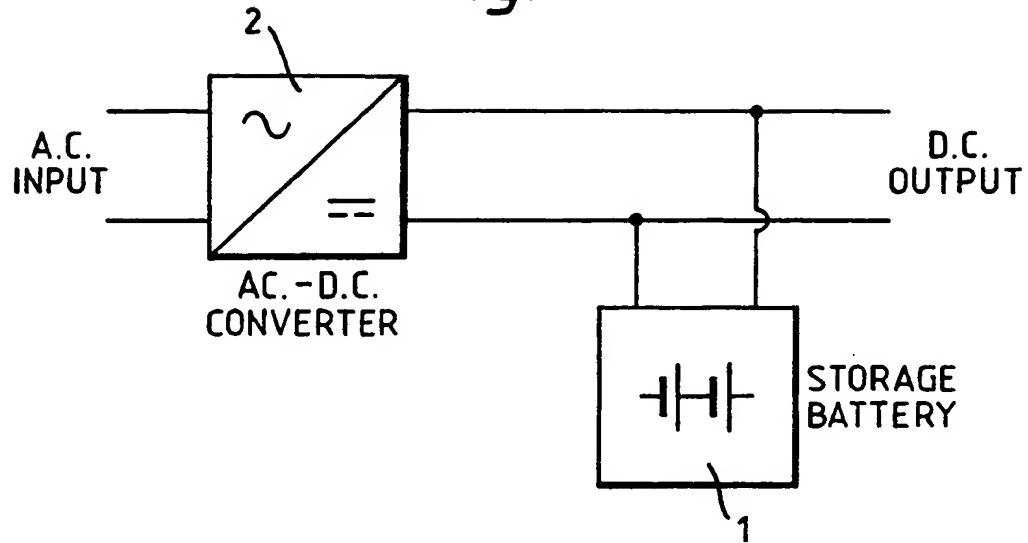 2
A.C.
INPUT
D.C.
OUTPUT
AC.-D.C.
CONVERTER
STORAGE
BATTERY
1